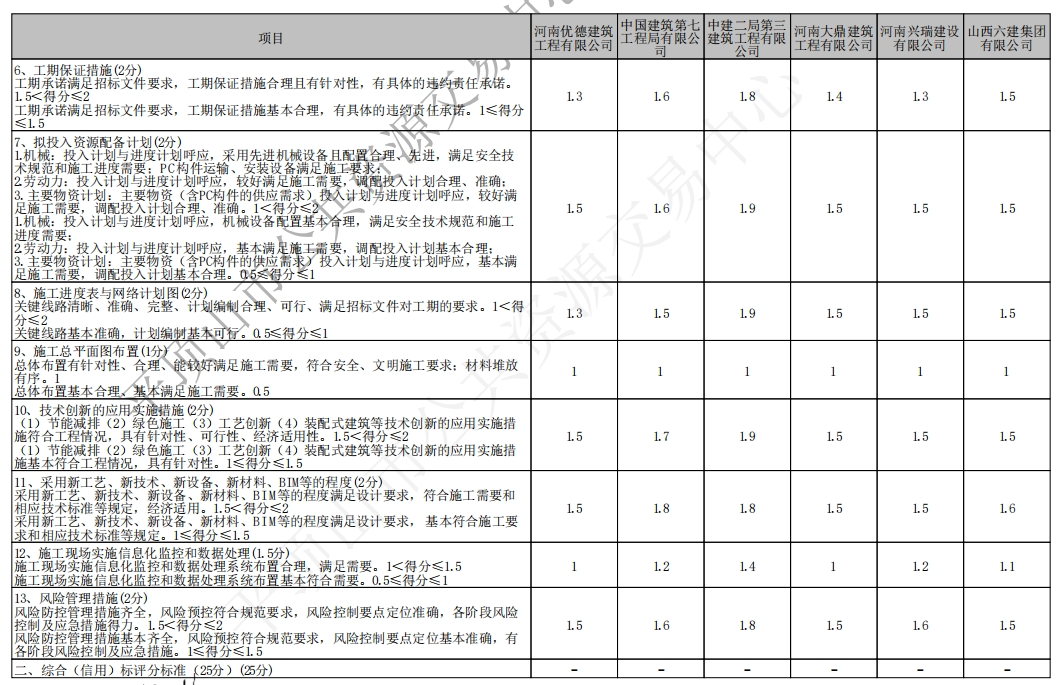 项目
河南优德建筑
工程有限公司
中国建筑第七
工程局有限公
司
中建二局第三
建筑工程有限
公司
河南大鼎建筑
工程有限公司
河南兴瑞建设
有限公司
山西六建集团
有限公司
6、工期保证措施(2分)
工期承诺满足招标文件要求，工期保证措施合理且有针对性，有具体的违约责任承诺。
1.5<得分≤2
工期承诺满足招标文件要求，工期保证措施基本合理，有具体的违约责任承诺。1≤得分
≤1.5
1.3
1.6
1.8
1.4
1.3
1.5
7、拟投入资源配备计划(2分)
1.机械：投入计划与进度计划呼应，采用先进机械设备且配置合理、先进，满足安全技
术规范和施工进度需要；PC构件运输、安装设备满足施工要求；
2.劳动力：投入计划与进度计划呼应，较好满足施工需要，调配投入计划合理、准确；
3.主要物资计划：主要物资（含PC构件的供应需求）投入计划与进度计划呼应，较好满
足施工需要，调配投入计划合理、准确。1<得分≤2
1.机械：投入计划与进度计划呼应，机械设备配置基本合理，满足安全技术规范和施工
进度需要；
2.劳动力：投入计划与进度计划呼应，基本满足施工需要，调配投入计划基本合理；
3.主要物资计划：主要物资（含PC构件的供应需求）投入计划与进度计划呼应，基本满
足施工需要，调配投入计划基本合理。0.5≤得分≤1
1.5
1.6
1.9
1.5
1.5
1.5
8、施工进度表与网络计划图(2分)
关键线路清晰、准确、完整、计划编制合理、可行、满足招标文件对工期的要求。1<得
分≤2
关键线路基本准确，计划编制基本可行。0.5≤得分≤1
1.3
1.5
1.9
1.5
1.5
1.5
9、施工总平面图布置(1分)
总体布置有针对性、合理、能较好满足施工需要，符合安全、文明施工要求；材料堆放
有序。1
总体布置基本合理、基本满足施工需要。0.5
1
1
1
1
1
1
10、技术创新的应用实施措施(2分)
（1）节能减排（2）绿色施工（3）工艺创新（4）装配式建筑等技术创新的应用实施措
施符合工程情况，具有针对性、可行性、经济适用性。1.5<得分≤2
（1）节能减排（2）绿色施工（3）工艺创新（4）装配式建筑等技术创新的应用实施措
施基本符合工程情况，具有针对性。1≤得分≤1.5
1.5
1.7
1.9
1.5
1.5
1.5
11、采用新工艺、新技术、新设备、新材料、BIM等的程度(2分)
采用新工艺、新技术、新设备、新材料、BIM等的程度满足设计要求，符合施工需要和
相应技术标准等规定，经济适用。1.5<得分≤2
采用新工艺、新技术、新设备、新材料、BIM等的程度满足设计要求， 基本符合施工要
求和相应技术标准等规定。1≤得分≤1.5
1.5
1.8
1.8
1.5
1.5
1.6
12、施工现场实施信息化监控和数据处理(1.5分)
施工现场实施信息化监控和数据处理系统布置合理，满足需要。1<得分≤1.5
施工现场实施信息化监控和数据处理系统布置基本符合需要。0.5≤得分≤1
1
1.2
1.4
1
1.2
1.1
13、风险管理措施(2分)
风险防控管理措施齐全，风险预控符合规范要求，风险控制要点定位准确，各阶段风险
控制及应急措施得力。1.5<得分≤2
风险防控管理措施基本齐全，风险预控符合规范要求，风险控制要点定位基本准确，有
各阶段风险控制及应急措施。1≤得分≤1.5
1.5
1.6
1.8
1.5
1.6
1.5
二、综合（信用）标评分标准（25分）(25分)
-
-
-
-
-
-
平顶山市公共资源交易
平顶山市公共资源交易中心